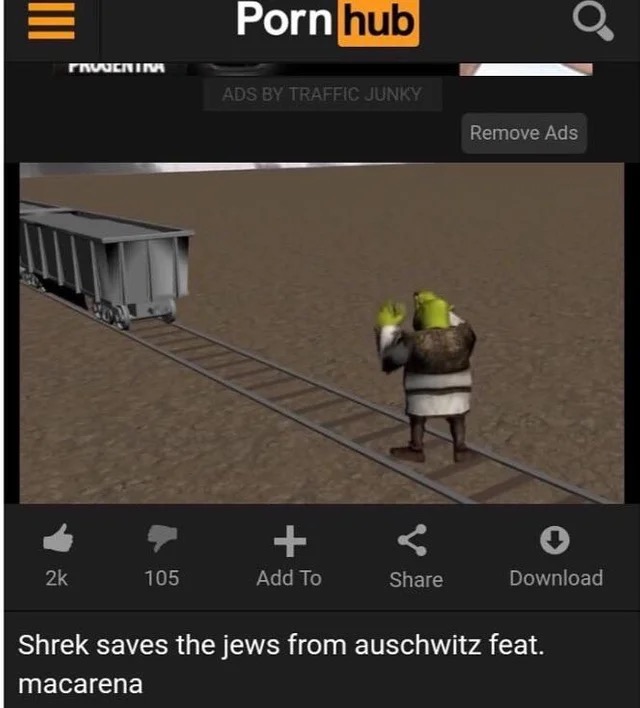 Porn hub
PROGENTRA
ADS BY TRAFFIC JUNKY
Remove Ads
2k
105
Add To
Share
Download
Shrek saves the jews from auschwitz feat.
macarena